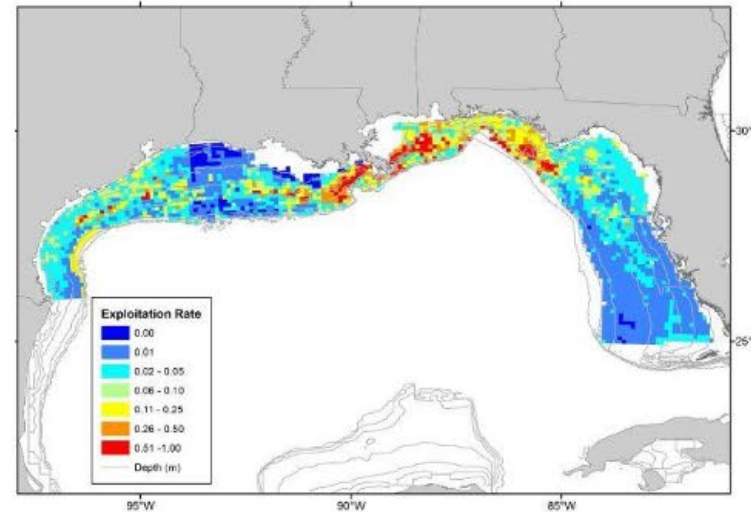 30°N
Exploitation Rate
0.00
0.01
0.02 - 0.05
0.06 - 0.10
0.11 - 0.25
0.26 - 0.50
0.51 -1.00
Depth (m)
25°N
95°W
90°W
85°W